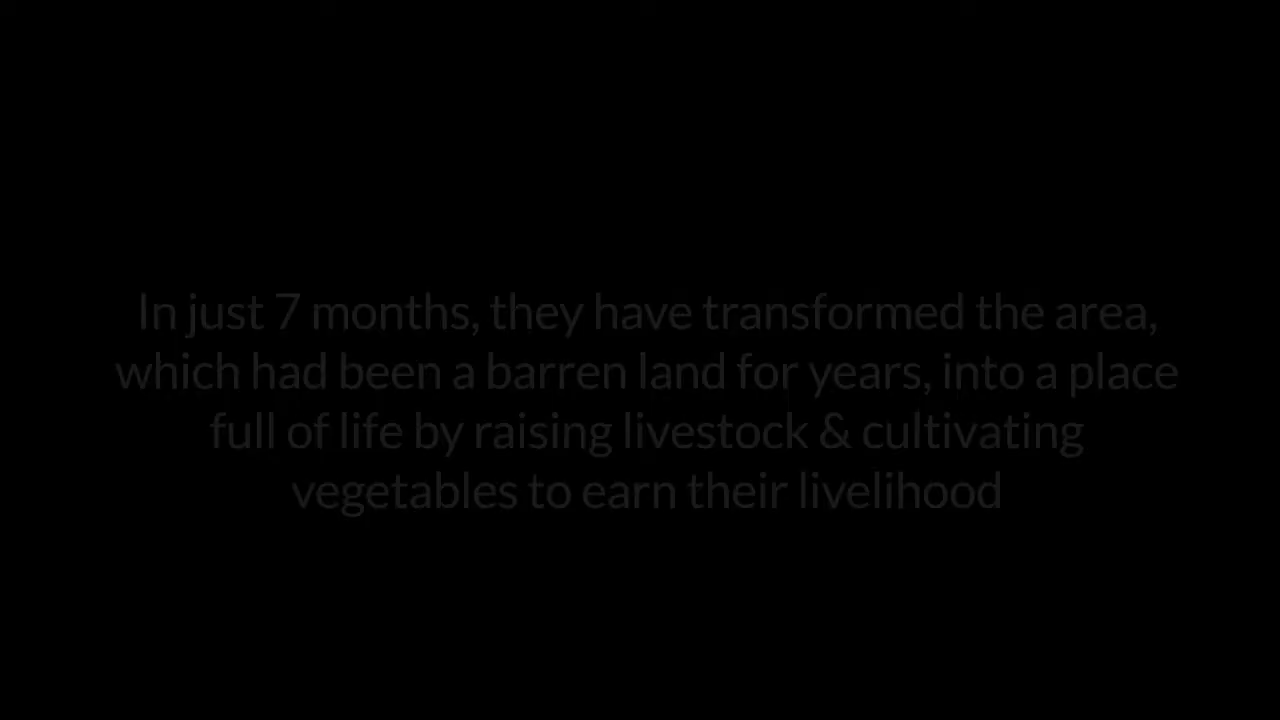 In just 7 months, they have transformed the area,
which had been a barren land for years, into a place
full of life by raising livestock & cultivating
vegetables to earn their livelihood